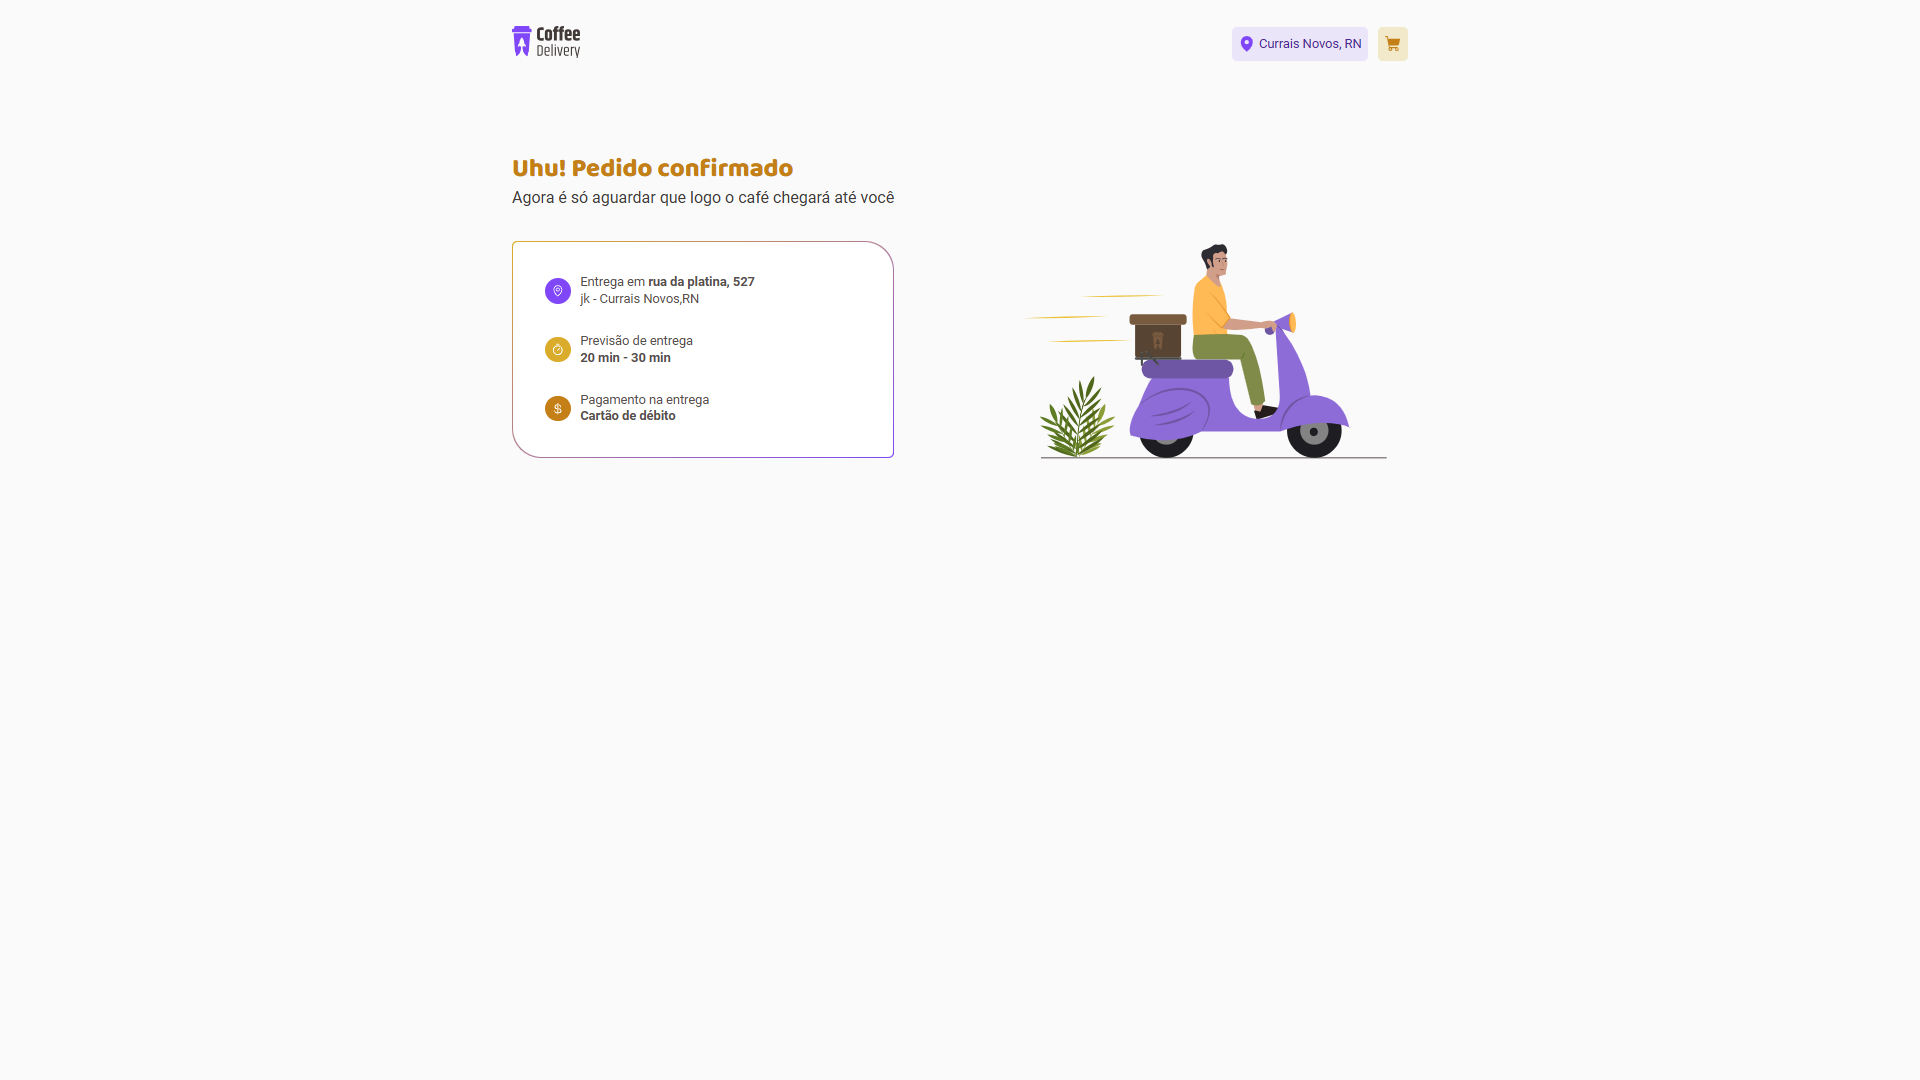 Coffee
Delivery
Currais Novos, RN
Uhu! Pedido confirmado
Agora é só aguardar que logo o café chegará até você
Entrega em rua da platina, 527
jk - Currais Novos,RN
Previsão de entrega
20 min - 30 min
Pagamento na entrega
Cartão de débito